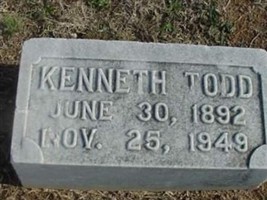 KENNETH TODD
JUNE 30, 1892
NOV. 25, 1949